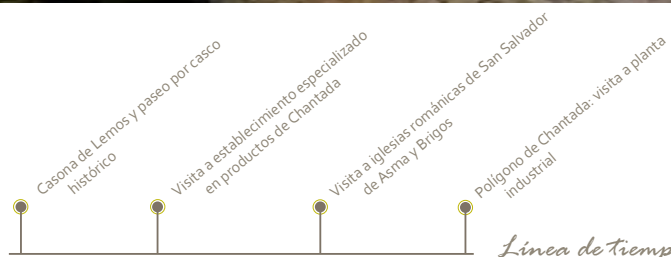 Casona de Lemos y paseo por casco
histórico
Visita a establecimiento especializado
en productos de Chantada
Visita a iglesias románicas de San Salvador
de Asma y Brigos
Polígono de Chantada: visita a planta
industrial
Línea de tiemp